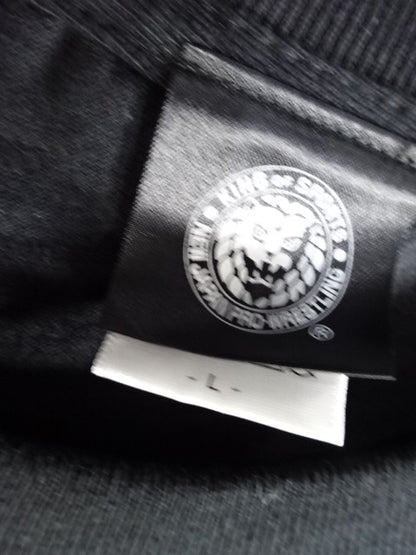 KING OF SPORTS
NEW JAPAN PRO-WRESTLING
®
- L -